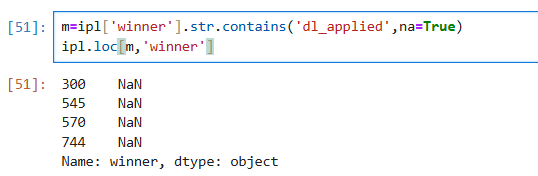 [51]: m=ipl['winner'].str.contains('dl_applied',na=True)
ipl.loc[m,'winner']
[51]: 300    NaN
545    NaN
570    NaN
744    NaN
Name: winner, dtype: object